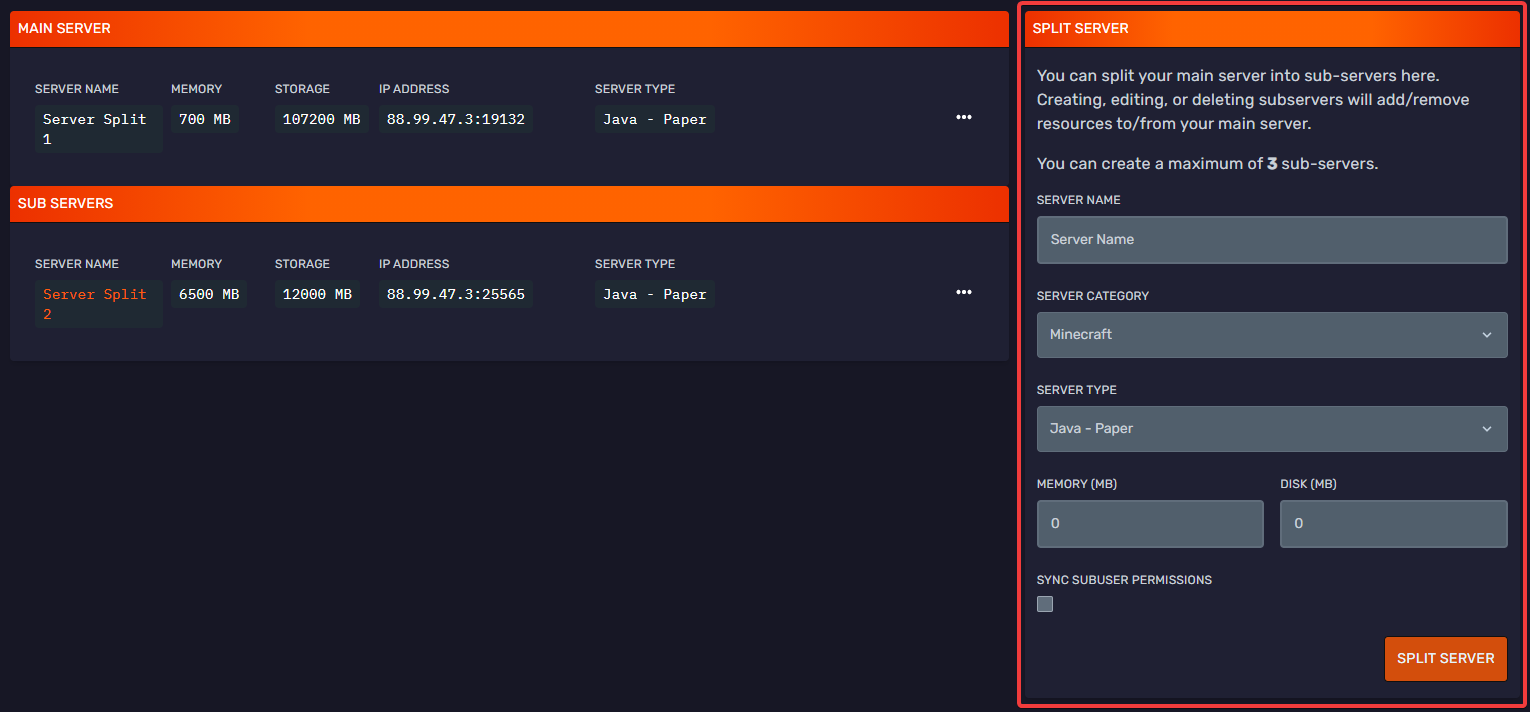 MAIN SERVER
SERVER NAME MEMORY STORAGE IP ADDRESS SERVER TYPE
Server Split 700 MB 107200 MB 88.99.47.3:19132 Java - Paper
1
SUB SERVERS
SERVER NAME MEMORY STORAGE IP ADDRESS SERVER TYPE
Server Split 6500 MB 12000 MB 88.99.47.3:25565 Java - Paper
2
SPLIT SERVER
You can split your main server into sub-servers here.
Creating, editing, or deleting subservers will add/remove
resources to/from your main server.
You can create a maximum of 3 sub-servers.
SERVER NAME
Server Name
SERVER CATEGORY
Minecraft
SERVER TYPE
Java - Paper
MEMORY (MB) DISK (MB)
0 0
SYNC SUBUSER PERMISSIONS
SPLIT SERVER